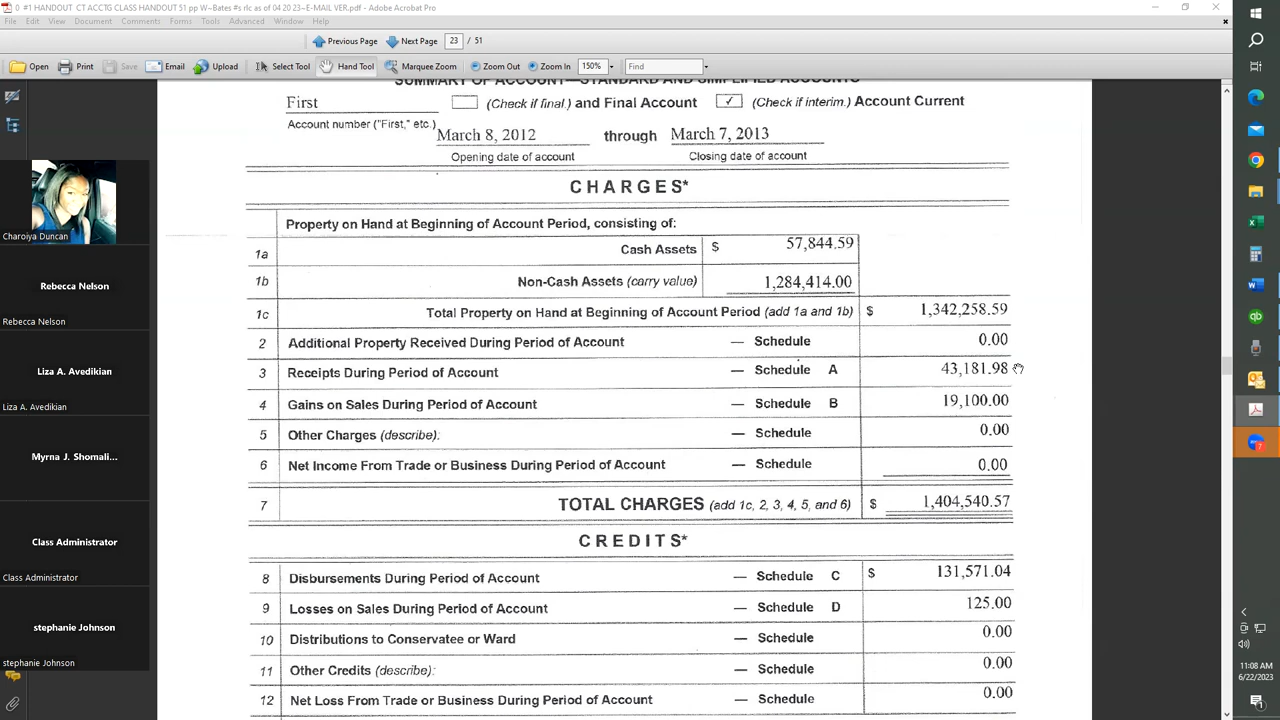 0 #1 HANDOUT CT ACCTG CLASS HANDOUT 51 pp W~Bates #s rlc as of 04 20 23~E-MAIL VER.pdf - Adobe Acrobat Pro
File Edit View Document Comments Forms Tools Advanced Window Help
Previous Page Next Page 23 / 51
Open Print Save Email Upload Select Tool Hand Tool Marquee Zoom Zoom Out Zoom In 150% Find
SUMMARY OF ACCOUNT—STANDARD AND SIMPLIFIED ACCOUNTS
First (Check if final.) and Final Account ✓ (Check if interim.) Account Current
Account number ("First," etc.)
March 8, 2012 through March 7, 2013
Opening date of account Closing date of account
CHARGES*
Property on Hand at Beginning of Account Period, consisting of:
1a Cash Assets $ 57,844.59
1b Non-Cash Assets (carry value) 1,284,414.00
1c Total Property on Hand at Beginning of Account Period (add 1a and 1b) $ 1,342,258.59
2 Additional Property Received During Period of Account — Schedule 0.00
3 Receipts During Period of Account — Schedule A 43,181.98
4 Gains on Sales During Period of Account — Schedule B 19,100.00
5 Other Charges (describe): — Schedule 0.00
6 Net Income From Trade or Business During Period of Account — Schedule 0.00
7 TOTAL CHARGES (add 1c, 2, 3, 4, 5, and 6) $ 1,404,540.57
CREDITS*
8 Disbursements During Period of Account — Schedule C $ 131,571.04
9 Losses on Sales During Period of Account — Schedule D 125.00
10 Distributions to Conservatee or Ward — Schedule 0.00
11 Other Credits (describe): — Schedule 0.00
12 Net Loss From Trade or Business During Period of Account — Schedule 0.00
Charoiya Duncan
Rebecca Nelson
Rebecca Nelson
Liza A. Avedikian
Liza A. Avedikian
Myrna J. Shomali...
Class Administrator
Class Administrator
stephanie Johnson
stephanie Johnson
11:08 AM
6/22/2023